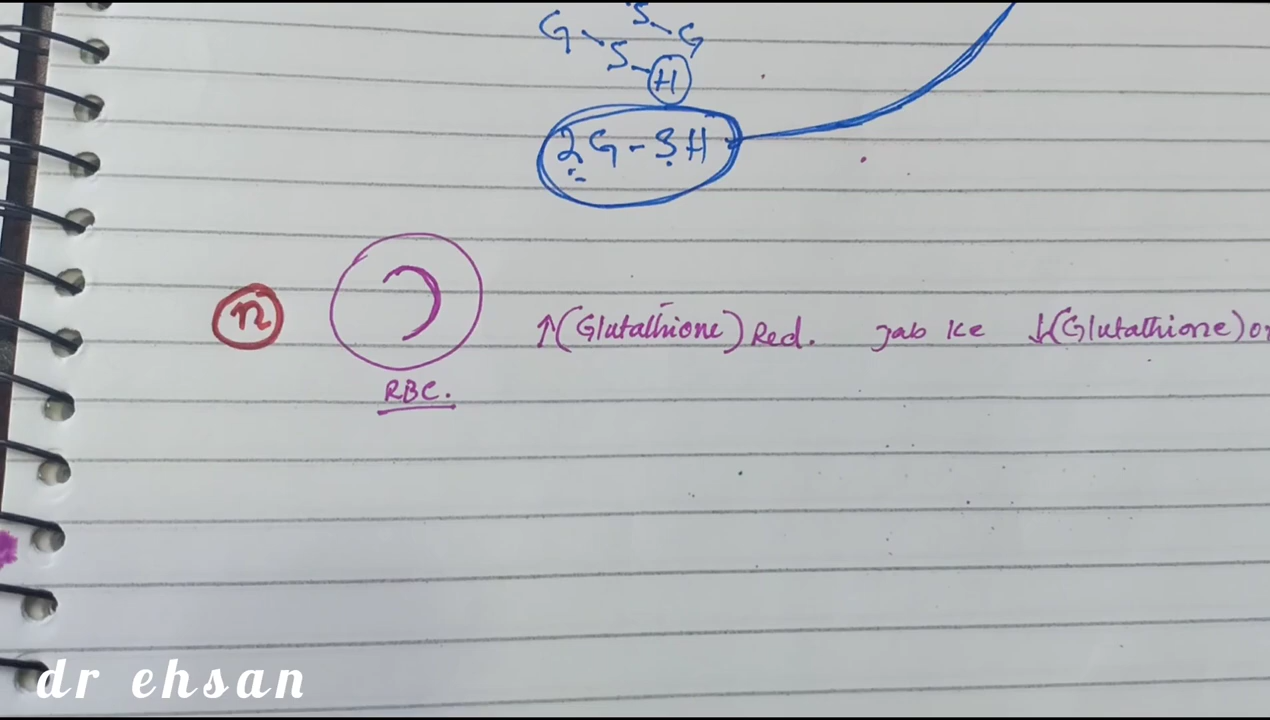 S
G S G
H
2G-SH
n
↑(Glutathione)Red. jab ke ↓(Glutathione)
RBC.
dr ehsan